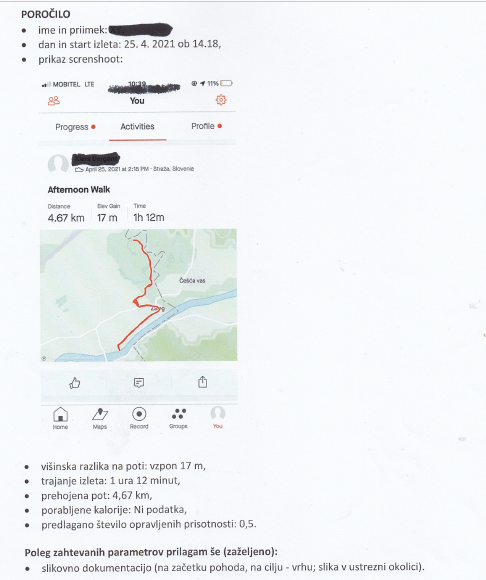 POROČILO
• ime in priimek:
• dan in start izleta: 25. 4. 2021 ob 14.18,
• prikaz screnshoot:
MOBITEL LTE 10:39 11%
You
Progress Activities Profile
April 25, 2021 at 2:18 PM - Straža, Slovenia
Afternoon Walk
Distance Elev Gain Time
4.67 km 17 m 1h 12m
Češča vas
Home Maps Record Groups You
• višinska razlika na poti: vzpon 17 m,
• trajanje izleta: 1 ura 12 minut,
• prehojena pot: 4,67 km,
• porabljene kalorije: Ni podatka,
• predlagano število opravljenih prisotnosti: 0,5.
Poleg zahtevanih parametrov prilagam še (zaželjeno):
• slikovno dokumentacijo (na začetku pohoda, na cilju - vrhu; slika v ustrezni okolici).